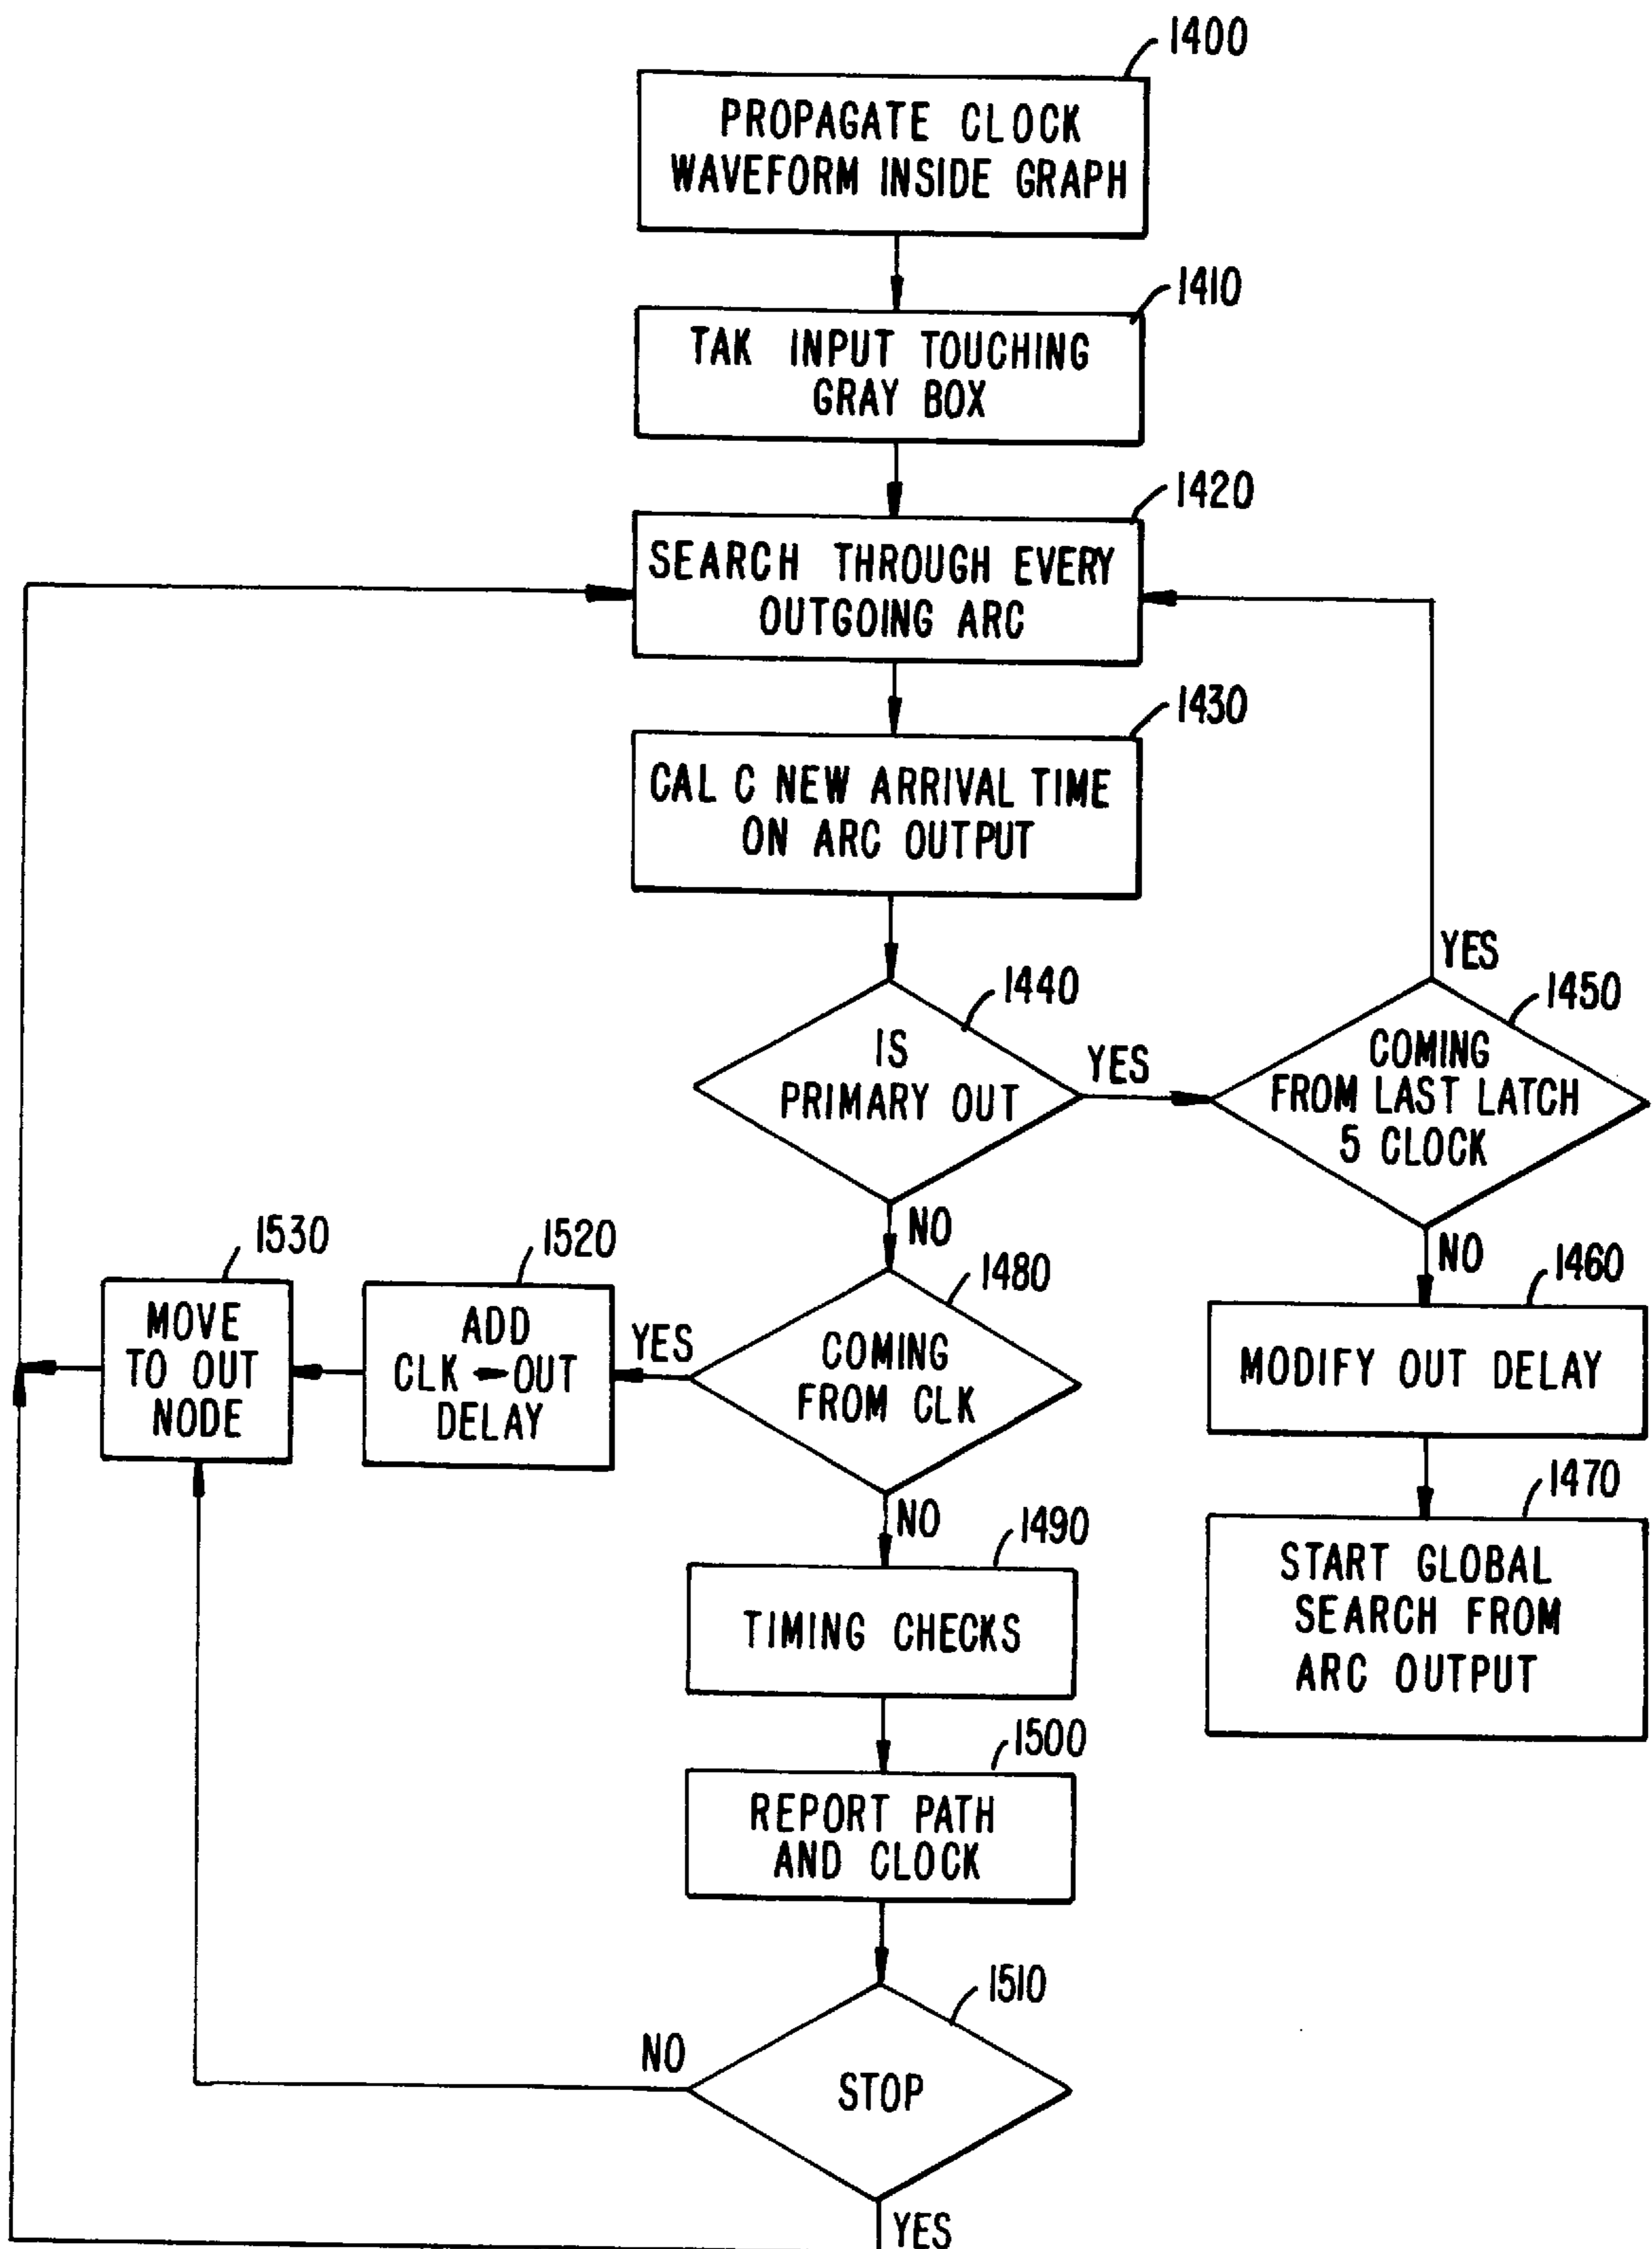 1400
PROPAGATE CLOCK
WAVEFORM INSIDE GRAPH
1410
TAK INPUT TOUCHING
GRAY BOX
1420
SEARCH THROUGH EVERY
OUTGOING ARC
1430
CAL C NEW ARRIVAL TIME
ON ARC OUTPUT
1440
IS
PRIMARY OUT
YES
NO
1450
COMING
FROM LAST LATCH
5 CLOCK
YES
NO
1460
MODIFY OUT DELAY
1470
START GLOBAL
SEARCH FROM
ARC OUTPUT
1480
COMING
FROM CLK
YES
NO
1520
ADD
CLK → OUT
DELAY
1530
MOVE
TO OUT
NODE
1490
TIMING CHECKS
1500
REPORT PATH
AND CLOCK
1510
STOP
NO
YES